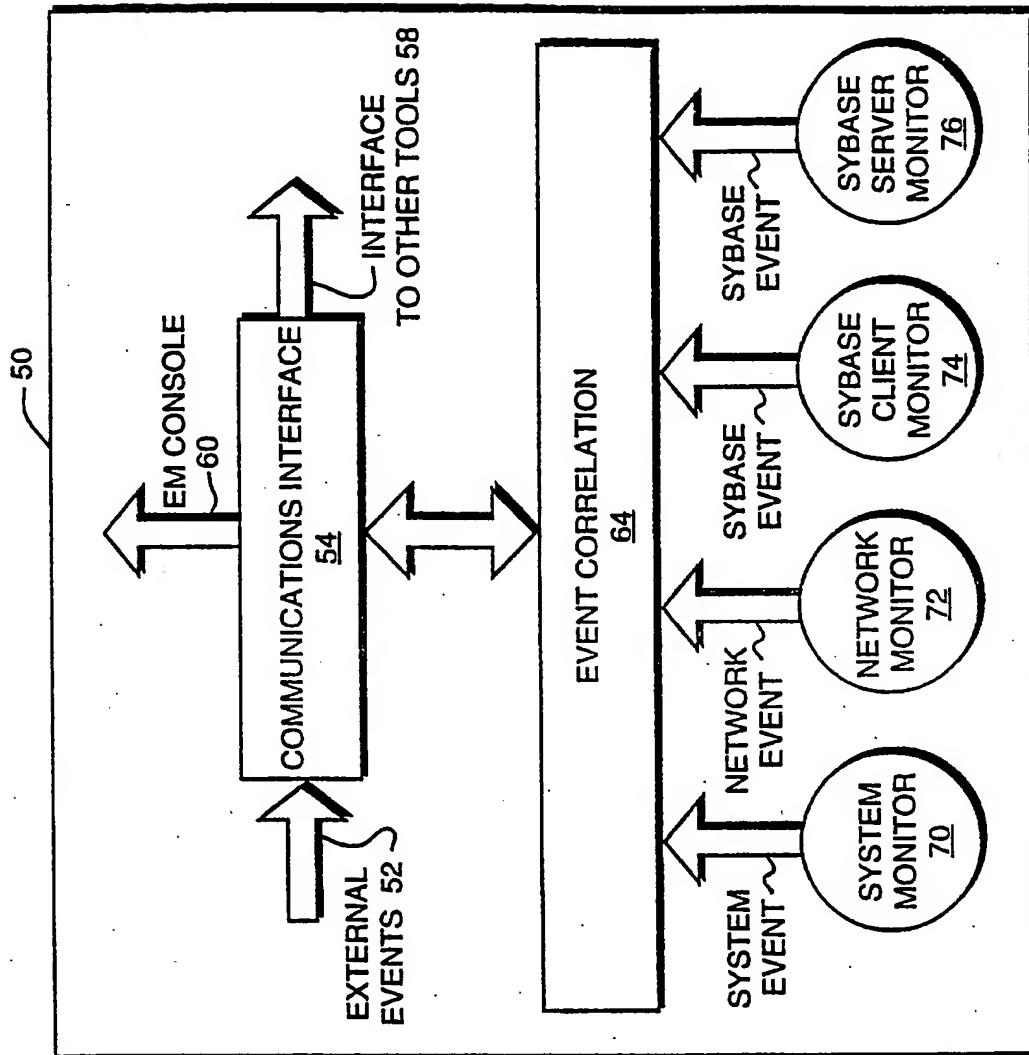 50
EM CONSOLE
60
COMMUNICATIONS INTERFACE
54
INTERFACE
TO OTHER TOOLS 58
EXTERNAL
EVENTS 52
EVENT CORRELATION
64
SYSTEM
EVENT
NETWORK
EVENT
SYBASE
EVENT
SYBASE
EVENT
SYSTEM
MONITOR
70
NETWORK
MONITOR
72
SYBASE
CLIENT
MONITOR
74
SYBASE
SERVER
MONITOR
76